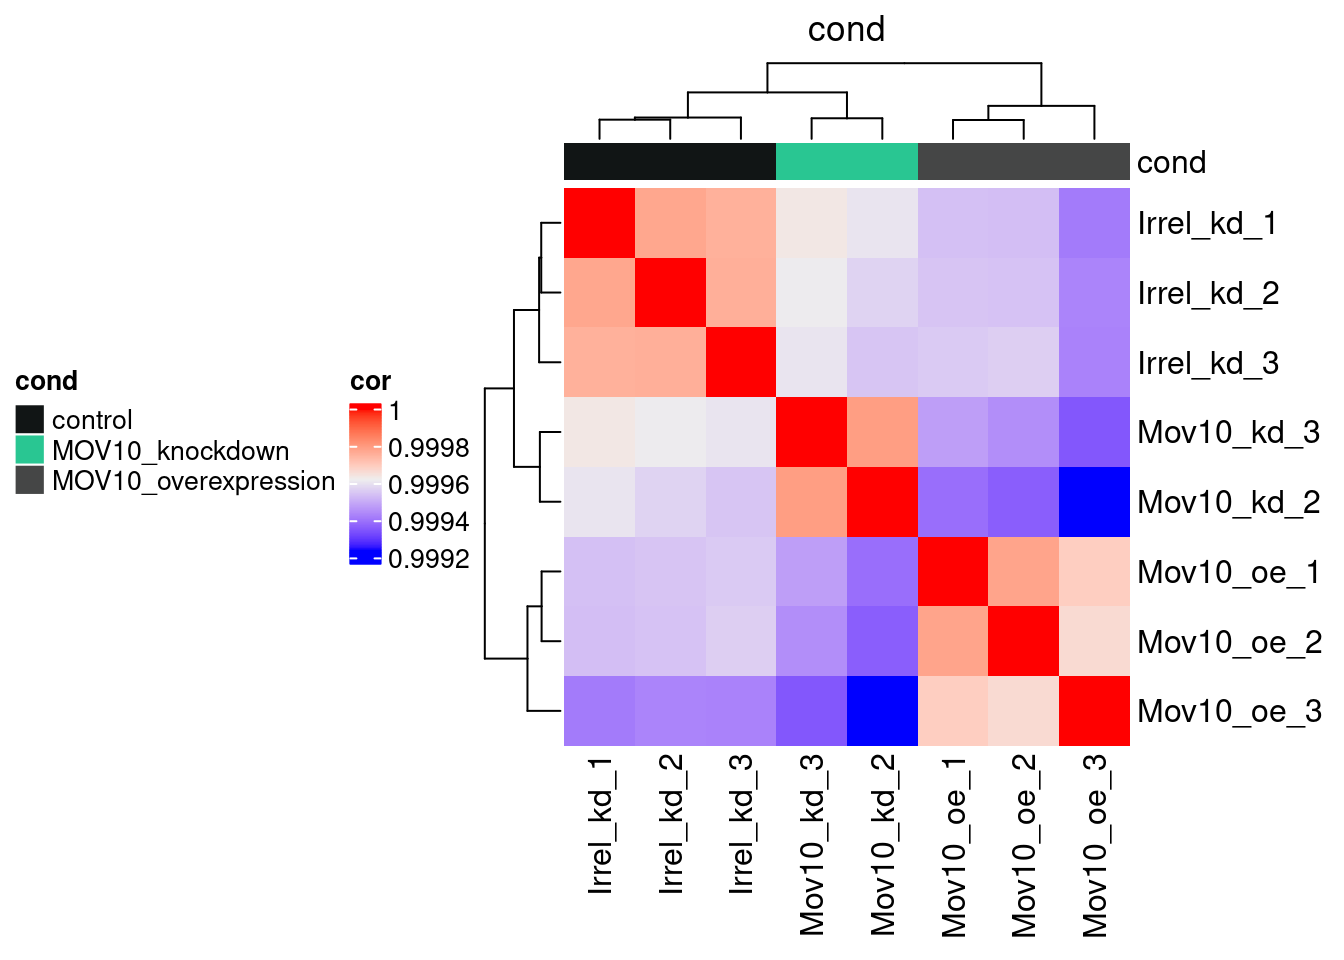 cond
cond
Irrel_kd_1
Irrel_kd_2
Irrel_kd_3
Mov10_kd_3
Mov10_kd_2
Mov10_oe_1
Mov10_oe_2
Mov10_oe_3
cond
control
MOV10_knockdown
MOV10_overexpression
cor
1
0.9998
0.9996
0.9994
0.9992
Irrel_kd_1
Irrel_kd_2
Irrel_kd_3
Mov10_kd_3
Mov10_kd_2
Mov10_oe_1
Mov10_oe_2
Mov10_oe_3